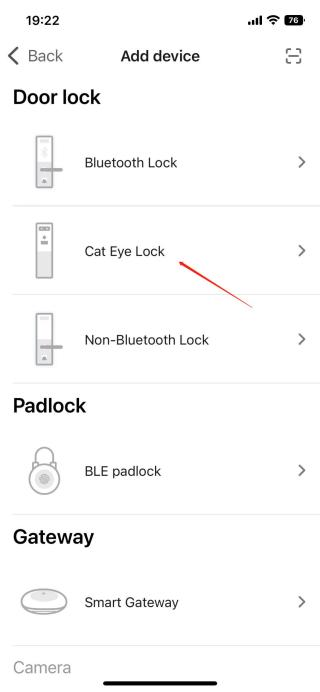 19:22
76
Back
Add device
Door lock
Bluetooth Lock
Cat Eye Lock
Non-Bluetooth Lock
Padlock
BLE padlock
Gateway
Smart Gateway
Camera